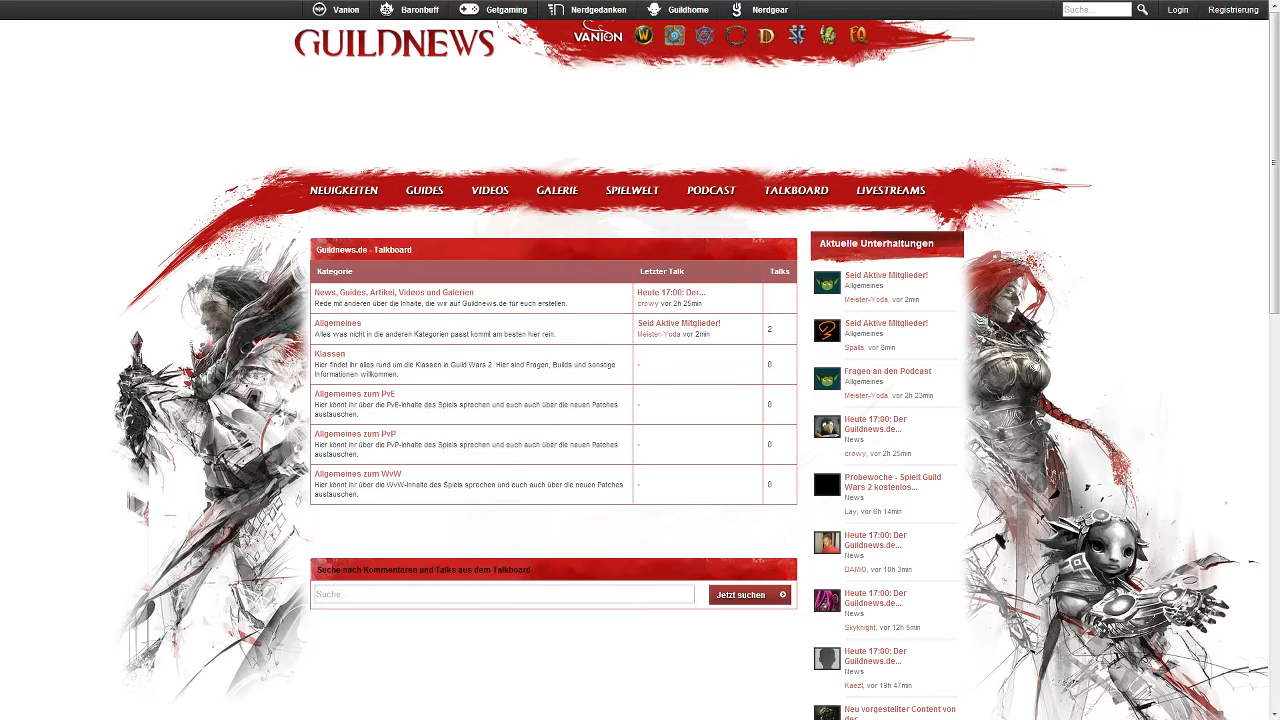 Vanion Baronbuff Getgaming Nerdgedanken Guildhome Nerdgear Suche... Login Registrierung
GUILDNEWS VANION
NEUIGKEITEN GUIDES VIDEOS GALERIE SPIELWELT PODCAST TALKBOARD LIVESTREAMS
Guildnews.de - Talkboard
Kategorie Letzter Talk Talks
News, Guides, Artikel, Videos und Galerien Heute 17:00: Der...
Rede mit anderen über die Inhalte, die wir auf Guildnews.de für euch erstellen. crowy vor 2h 25min
Allgemeines Seid Aktive Mitglieder! 2
Alles was nicht in die anderen Kategorien passt kommt am besten hier rein. Meister-Yoda vor 2min
Klassen
Hier findet ihr alles rund um die Klassen in Guild Wars 2. Hier sind Fragen, Builds und sonstige - 0
Informationen willkommen.
Allgemeines zum PvE
Hier könnt ihr über die PvE-Inhalte des Spiels sprechen und euch auch über die neuen Patches - 0
austauschen.
Allgemeines zum PvP
Hier könnt ihr über die PvP-Inhalte des Spiels sprechen und euch auch über die neuen Patches - 0
austauschen.
Allgemeines zum WvW
Hier könnt ihr über die WvW-Inhalte des Spiels sprechen und euch auch über die neuen Patches - 0
austauschen.
Suche nach Kommentaren und Talks aus dem Talkboard
Suche... Jetzt suchen
Aktuelle Unterhaltungen
Seid Aktive Mitglieder!
Allgemeines
Meister-Yoda, vor 2min
Seid Aktive Mitglieder!
Allgemeines
Spalla, vor 8min
Fragen an den Podcast
Allgemeines
Meister-Yoda, vor 2h 23min
Heute 17:00: Der
Guildnews.de...
News
crowy, vor 2h 25min
Probewoche - Spielt Guild
Wars 2 kostenlos...
News
Lay, vor 6h 14min
Heute 17:00: Der
Guildnews.de...
News
DAMiO, vor 10h 3min
Heute 17:00: Der
Guildnews.de...
News
Skyknight, vor 12h 5min
Heute 17:00: Der
Guildnews.de...
News
Kaezl, vor 19h 47min
Neu vorgestellter Content von
der...